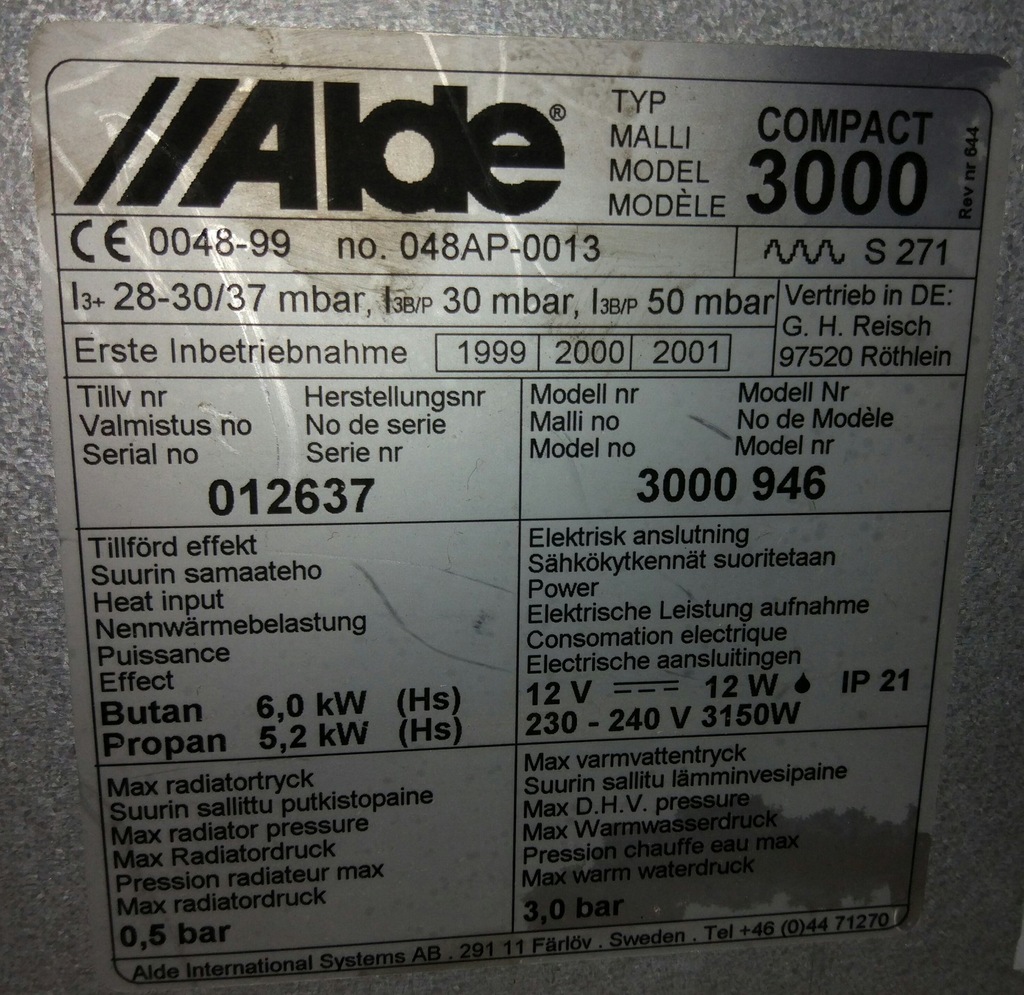 //Alde®
TYP
MALLI
MODEL
MODÈLE
COMPACT
3000
Rev nr 644
CE 0048-99 no. 048AP-0013
S 271
I3+ 28-30/37 mbar, I3B/P 30 mbar, I3B/P 50 mbar
Vertrieb in DE:
G. H. Reisch
97520 Röthlein
Erste Inbetriebnahme 1999 2000 2001
Tillv nr Herstellungsnr
Valmistus no No de serie
Serial no Serie nr
012637
Modell nr Modell Nr
Malli no No de Modèle
Model no Model nr
3000 946
Tillförd effekt
Suurin samaateho
Heat input
Nennwärmebelastung
Puissance
Effect
Butan 6,0 kW (Hs)
Propan 5,2 kW (Hs)
Elektrisk anslutning
Sähkökytkennät suoritetaan
Power
Elektrische Leistung aufnahme
Consomation electrique
Electrische aansluitingen
12 V 12 W IP 21
230 - 240 V 3150W
Max radiatortryck
Suurin sallittu putkistopaine
Max radiator pressure
Max Radiatordruck
Pression radiateur max
Max radiatordruck
0,5 bar
Max varmvattentryck
Suurin sallitu lämminvesipaine
Max D.H.V. pressure
Max Warmwasserdruck
Pression chauffe eau max
Max warm waterdruck
3,0 bar
Alde International Systems AB . 291 11 Färlöv . Sweden . Tel +46 (0)44 71270